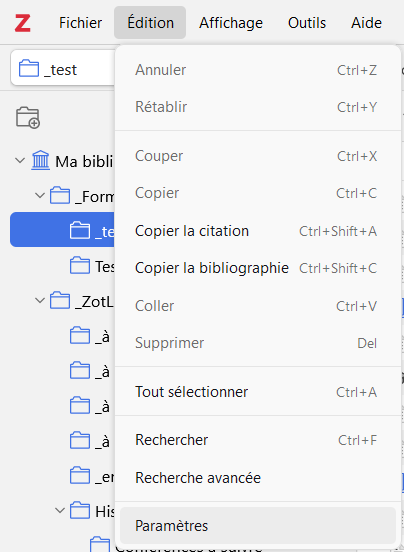 Z Fichier Édition Affichage Outils Aide
_test
Annuler Ctrl+Z
Rétablir Ctrl+Y
Couper Ctrl+X
Copier Ctrl+C
Copier la citation Ctrl+Shift+A
Copier la bibliographie Ctrl+Shift+C
Coller Ctrl+V
Supprimer Del
Tout sélectionner Ctrl+A
Rechercher Ctrl+F
Recherche avancée
Paramètres
Ma bibli
_Form
_te
Tes
_ZotL
_à
_à
_à
_à
_er
His